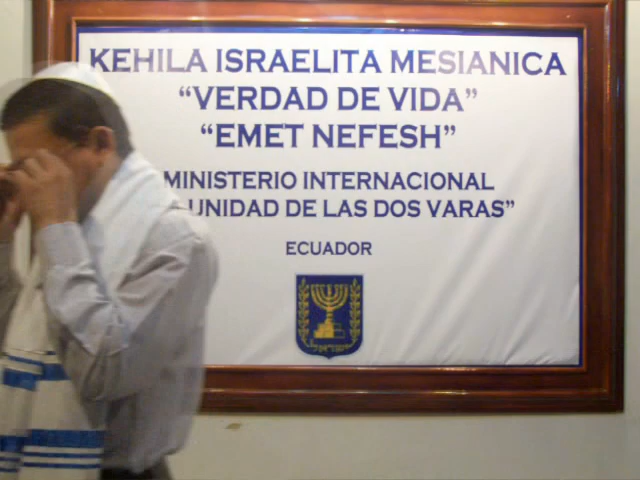 KEHILA ISRAELITA MESIANICA
“VERDAD DE VIDA”
“EMET NEFESH”
MINISTERIO INTERNACIONAL
UNIDAD DE LAS DOS VARAS”
ECUADOR